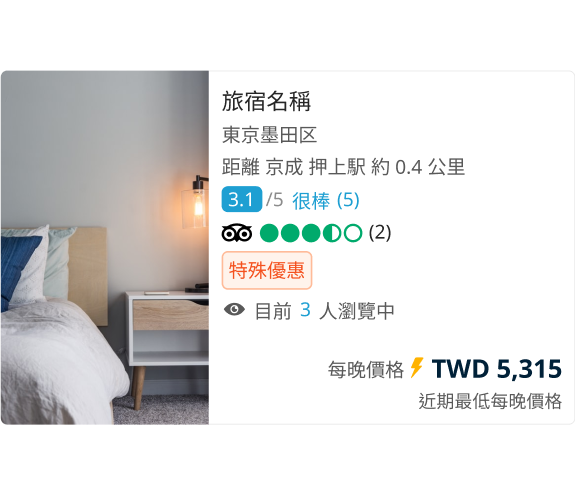 旅宿名稱
東京墨田区
距離 京成 押上駅 約 0.4 公里
3.1 /5 很棒 (5)
(2)
特殊優惠
目前 3 人瀏覽中
每晚價格 TWD 5,315
近期最低每晚價格